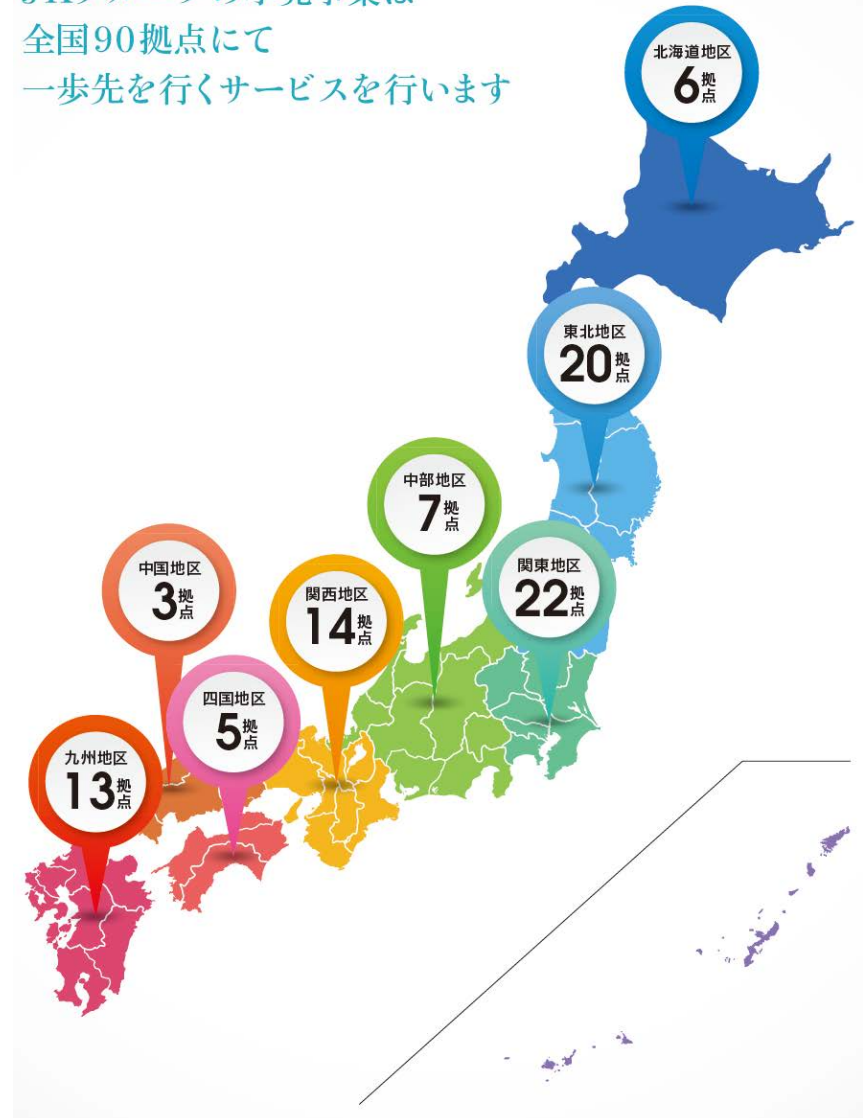 全国90拠点にて
一歩先を行くサービスを行います
北海道地区
6拠点
東北地区
20拠点
中部地区
7拠点
中国地区
3拠点
関西地区
14拠点
関東地区
22拠点
四国地区
5拠点
九州地区
13拠点